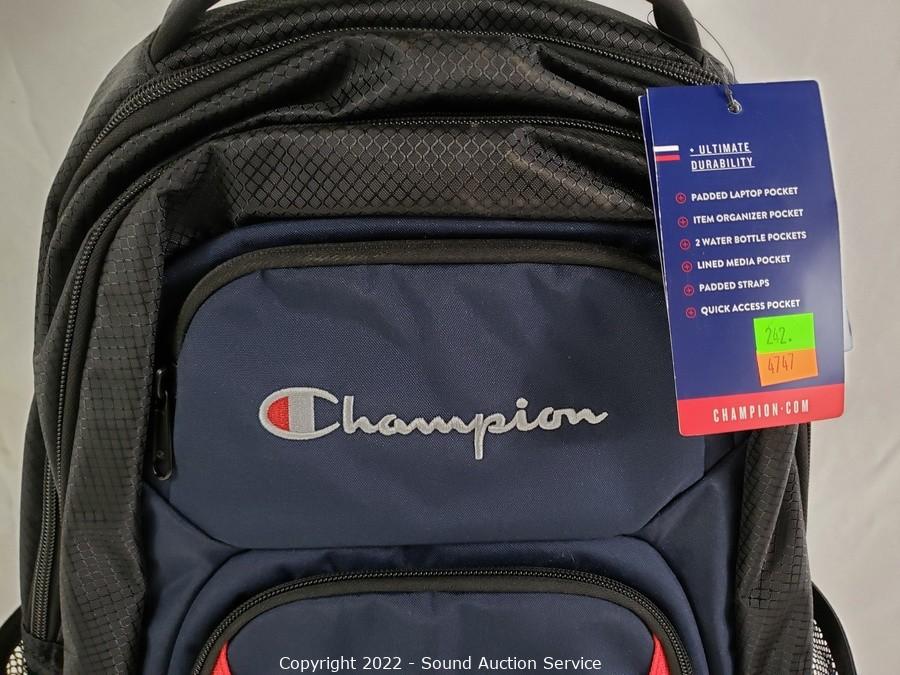 + ULTIMATE
DURABILITY
PADDED LAPTOP POCKET
ITEM ORGANIZER POCKET
2 WATER BOTTLE POCKETS
LINED MEDIA POCKET
PADDED STRAPS
QUICK ACCESS POCKET
242.
4747
CHAMPION.COM
Champion
Copyright 2022 - Sound Auction Service